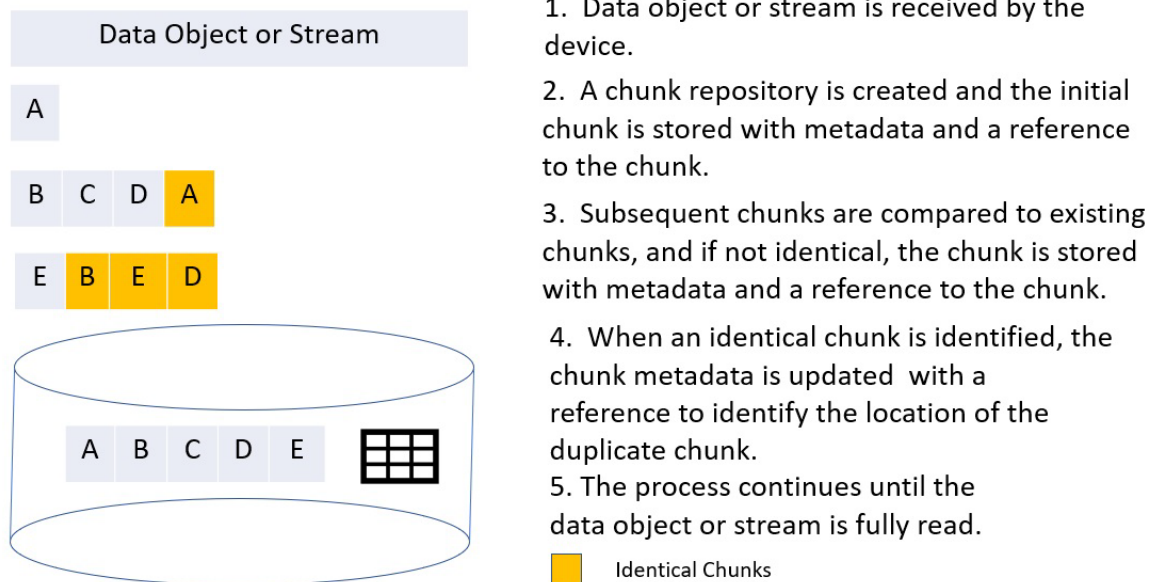 Data Object or Stream
A
B C D A
E B E D
A B C D E
1. Data object or stream is received by the
device.
2. A chunk repository is created and the initial
chunk is stored with metadata and a reference
to the chunk.
3. Subsequent chunks are compared to existing
chunks, and if not identical, the chunk is stored
with metadata and a reference to the chunk.
4. When an identical chunk is identified, the
chunk metadata is updated with a
reference to identify the location of the
duplicate chunk.
5. The process continues until the
data object or stream is fully read.
Identical Chunks